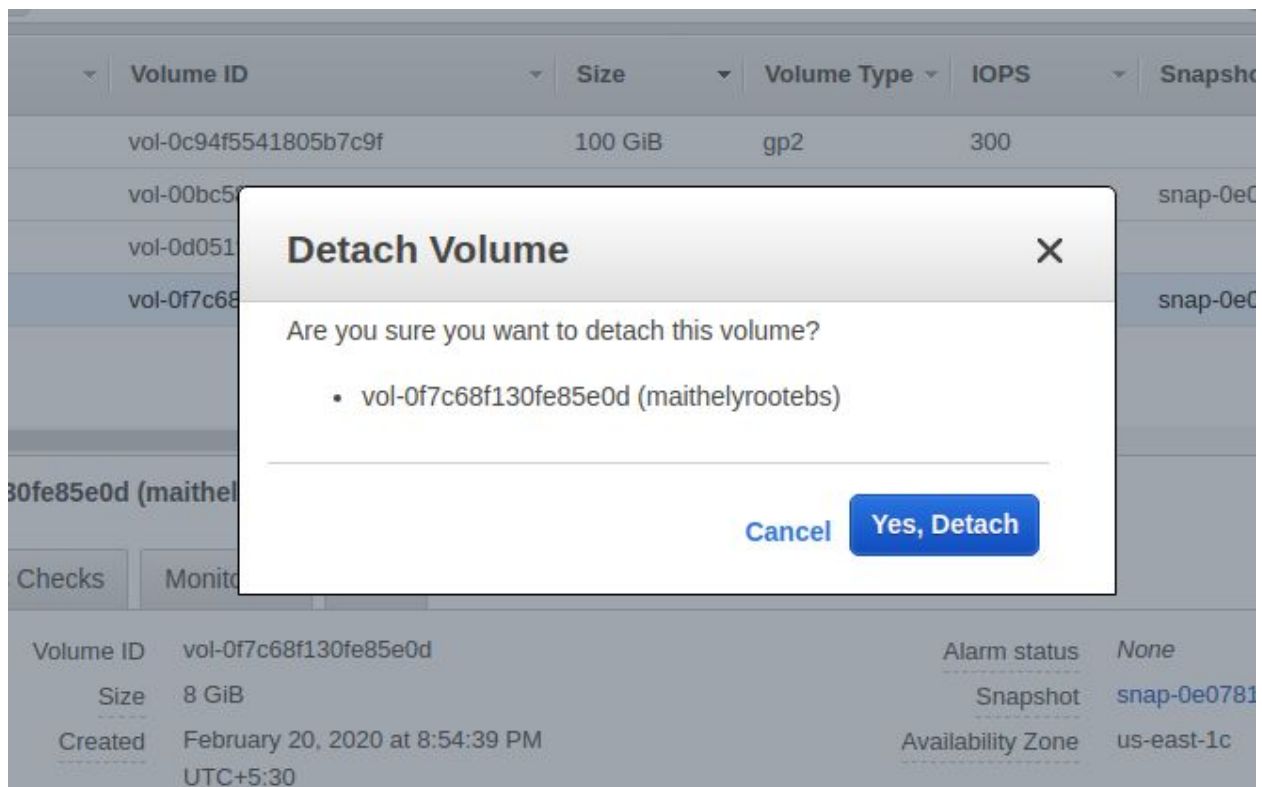 Volume ID Size Volume Type IOPS Snapsho
vol-0c94f5541805b7c9f 100 GiB gp2 300
vol-00bc5 snap-0e0
vol-0d051
vol-0f7c68 snap-0e0
Detach Volume
Are you sure you want to detach this volume?
• vol-0f7c68f130fe85e0d (maithelyrootebs)
Cancel Yes, Detach
30fe85e0d (maithel
Checks Monito
Volume ID vol-0f7c68f130fe85e0d Alarm status None
Size 8 GiB Snapshot snap-0e0781
Created February 20, 2020 at 8:54:39 PM Availability Zone us-east-1c
UTC+5:30